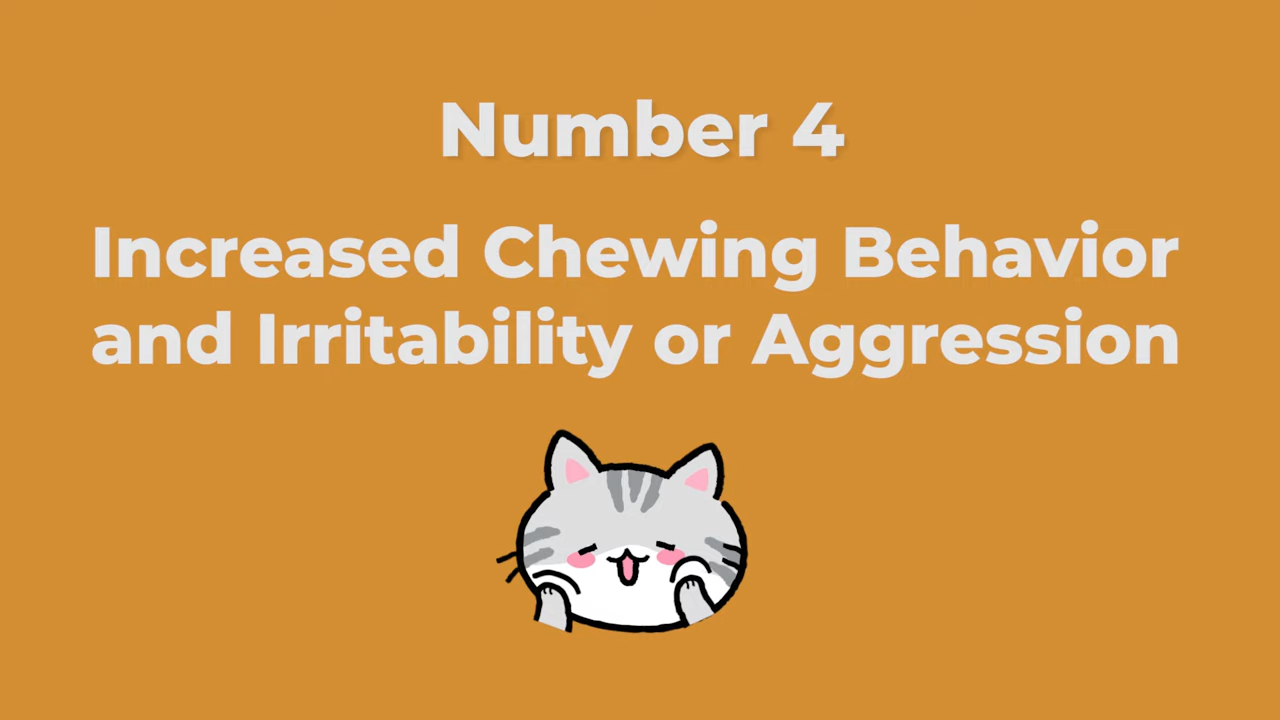 Number 4
Increased Chewing Behavior
and Irritability or Aggression